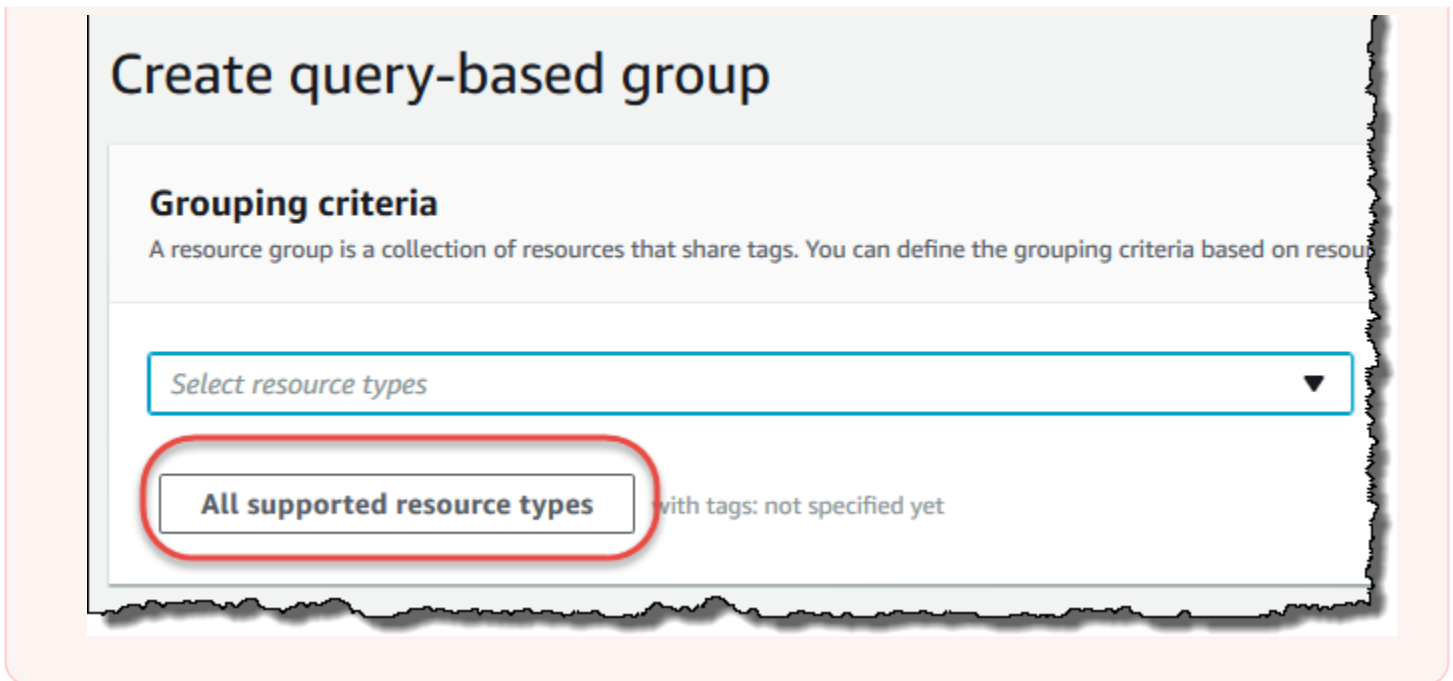 Create query-based group
Grouping criteria
A resource group is a collection of resources that share tags. You can define the grouping criteria based on resour
Select resource types
All supported resource types with tags: not specified yet